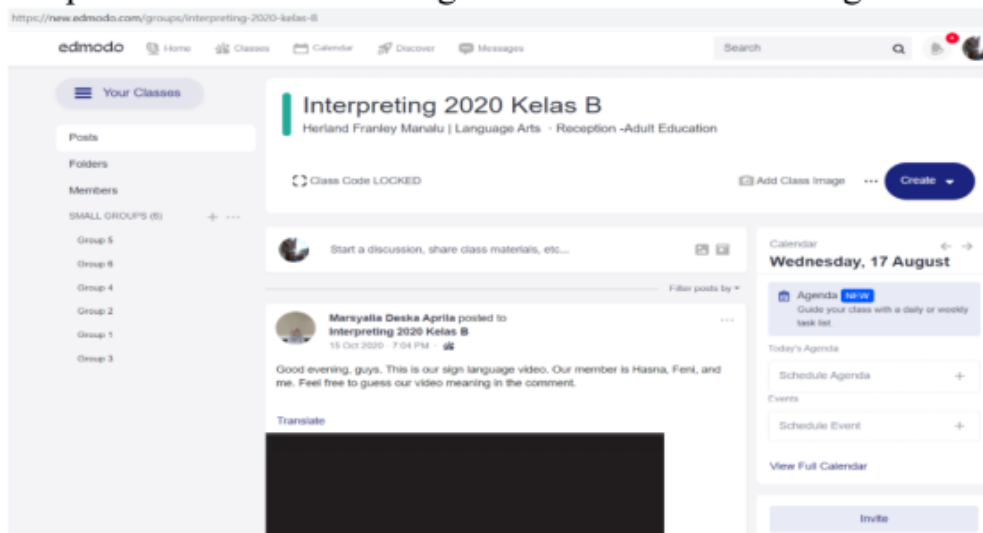 https://new.edmodo.com/groups/interpreting-2020-kelas-B
edmodo Home Classes Calendar Discover Messages Search
Your Classes
Posts
Folders
Members
SMALL GROUPS (6)
Group 5
Group 6
Group 4
Group 2
Group 1
Group 3
Interpreting 2020 Kelas B
Herland Franley Manalu | Language Arts · Reception -Adult Education
Class Code LOCKED
Add Class Image
Create
Start a discussion, share class materials, etc...
Filter posts by
Marsyalia Deska Aprila posted to
Interpreting 2020 Kelas B
15 Oct 2020 · 7:04 PM ·
Good evening, guys. This is our sign language video. Our member is Hasna, Feni, and
me. Feel free to guess our video meaning in the comment.
Translate
Calendar
Wednesday, 17 August
Agenda NEW
Guide your class with a daily or weekly
task list.
Today's Agenda
Schedule Agenda
Events
Schedule Event
View Full Calendar
Invite